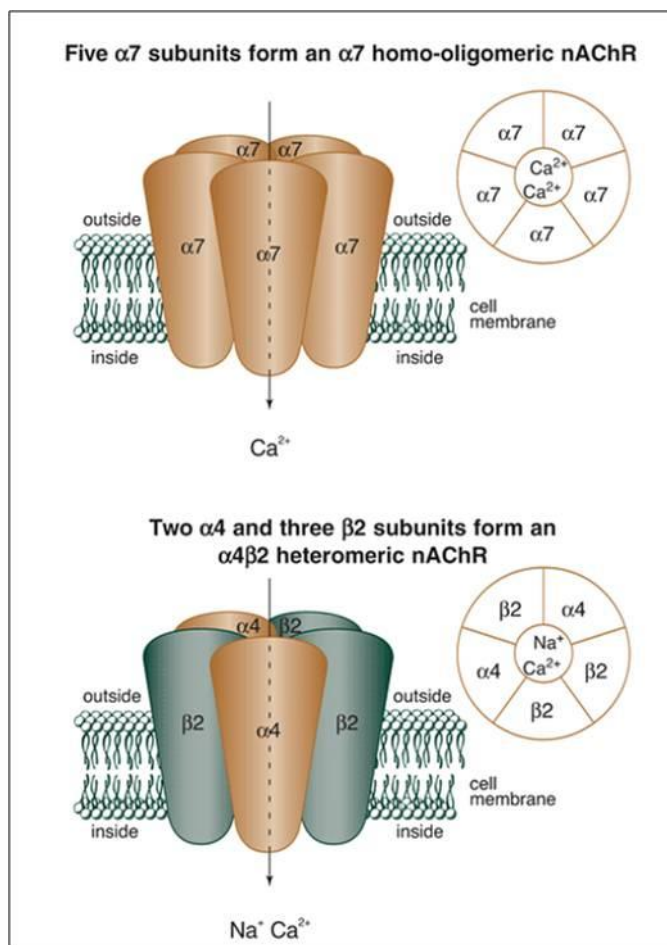 Five α7 subunits form an α7 homo-oligomeric nAChR
α7 α7
α7 α7
Ca²⁺
α7 α7 α7
α7 Ca²⁺ α7
α7
outside outside
cell
membrane
inside inside
Ca²⁺
Two α4 and three β2 subunits form an
α4β2 heteromeric nAChR
β2 α4
α4 β2
Na⁺
α4 Ca²⁺ β2
β2
β2 α4 β2
outside outside
cell
membrane
inside inside
Na⁺ Ca²⁺